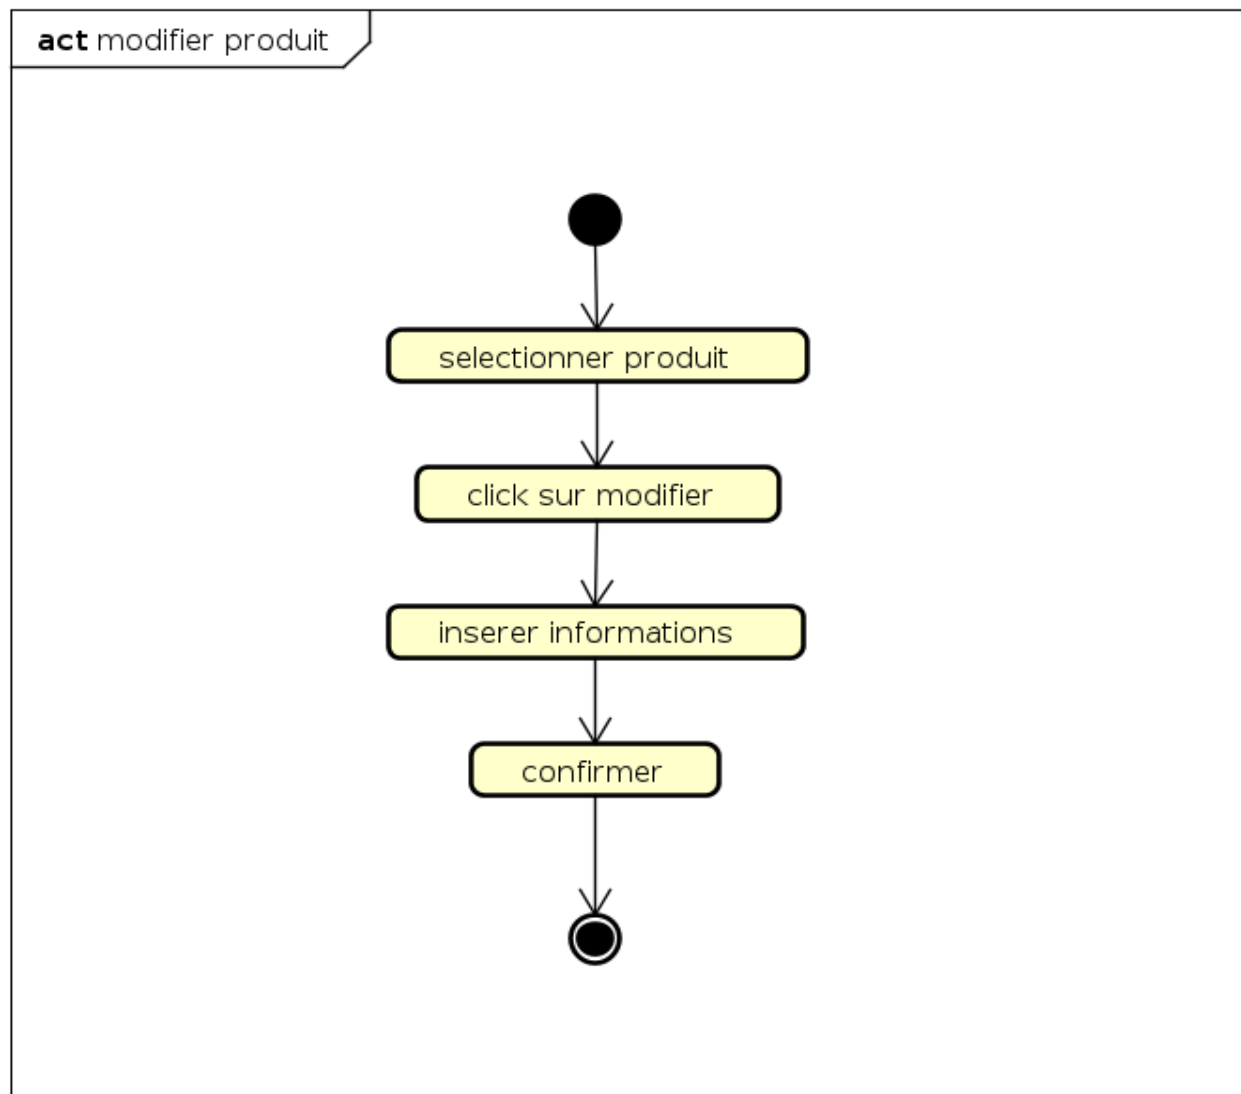 act modifier produit
selectionner produit
click sur modifier
inserer informations
confirmer